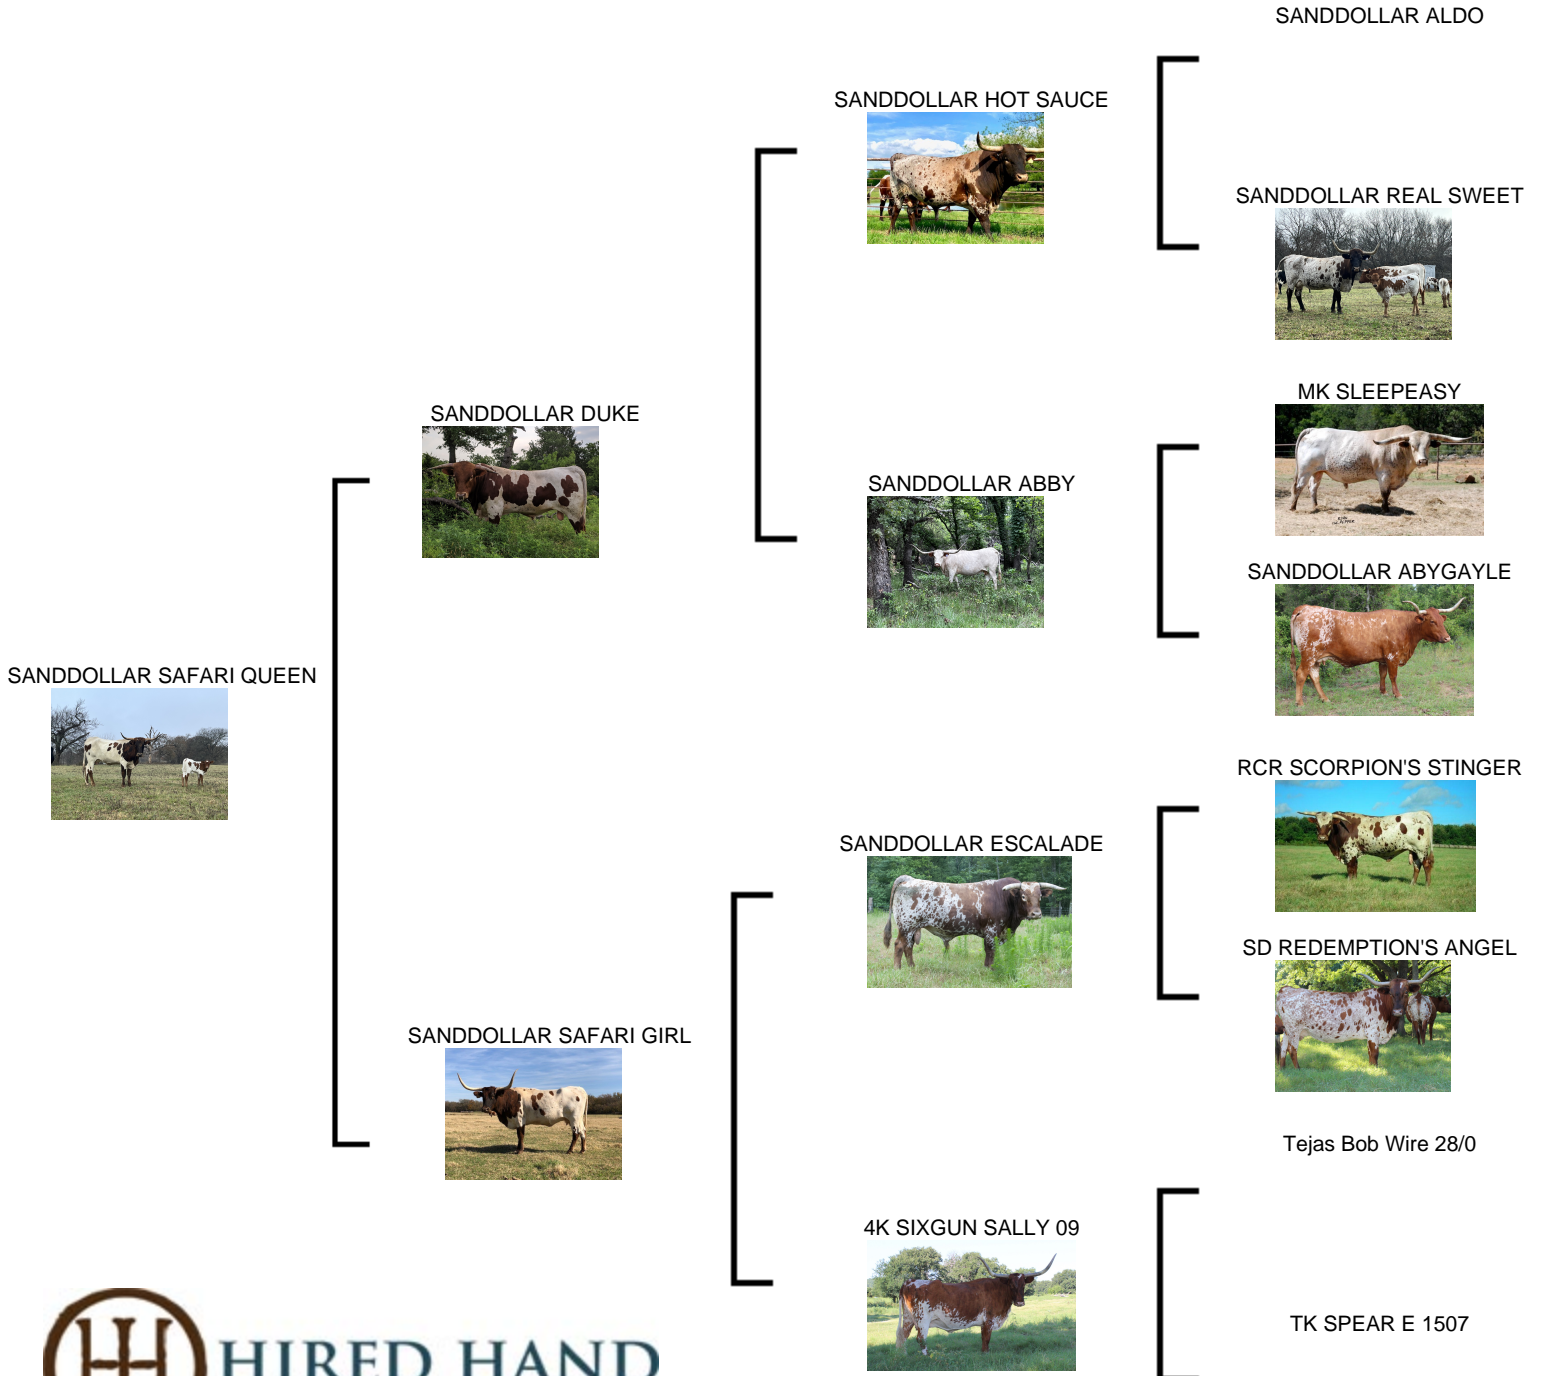 SANDDOLLAR ALDO
SANDDOLLAR HOT SAUCE
SANDDOLLAR REAL SWEET
MK SLEEPEASY
SANDDOLLAR DUKE
SANDDOLLAR ABBY
SANDDOLLAR ABYGAYLE
SANDDOLLAR SAFARI QUEEN
RCR SCORPION'S STINGER
SANDDOLLAR ESCALADE
SD REDEMPTION'S ANGEL
SANDDOLLAR SAFARI GIRL
Tejas Bob Wire 28/0
4K SIXGUN SALLY 09
TK SPEAR E 1507
HIRED HAND